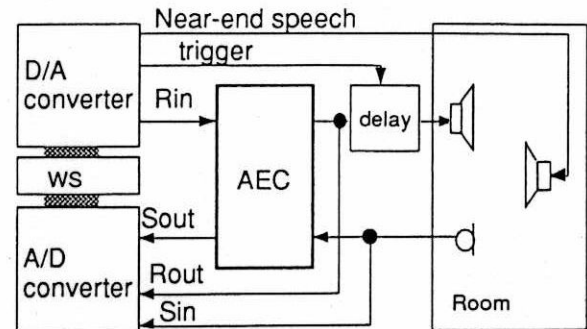 Near-end speech
trigger
D/A
converter
Rin
delay
AEC
ws
Sout
A/D
converter
Rout
Sin
Room